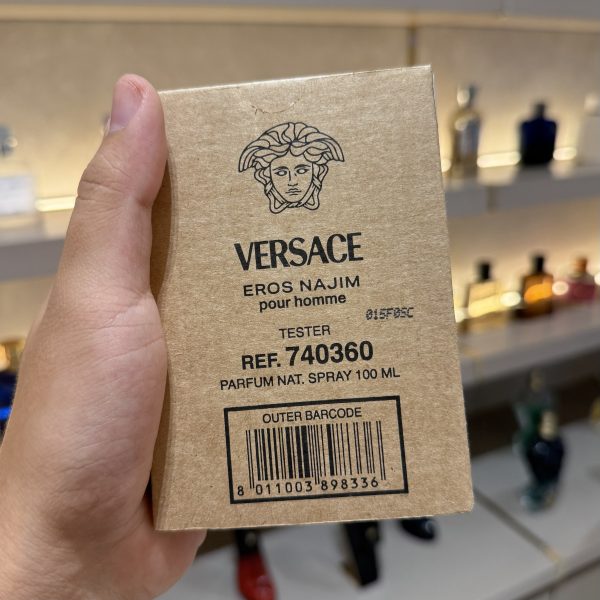 VERSACE
EROS NAJIM
pour homme
015F05C
TESTER
REF. 740360
PARFUM NAT. SPRAY 100 ML
OUTER BARCODE
8 011003 898336